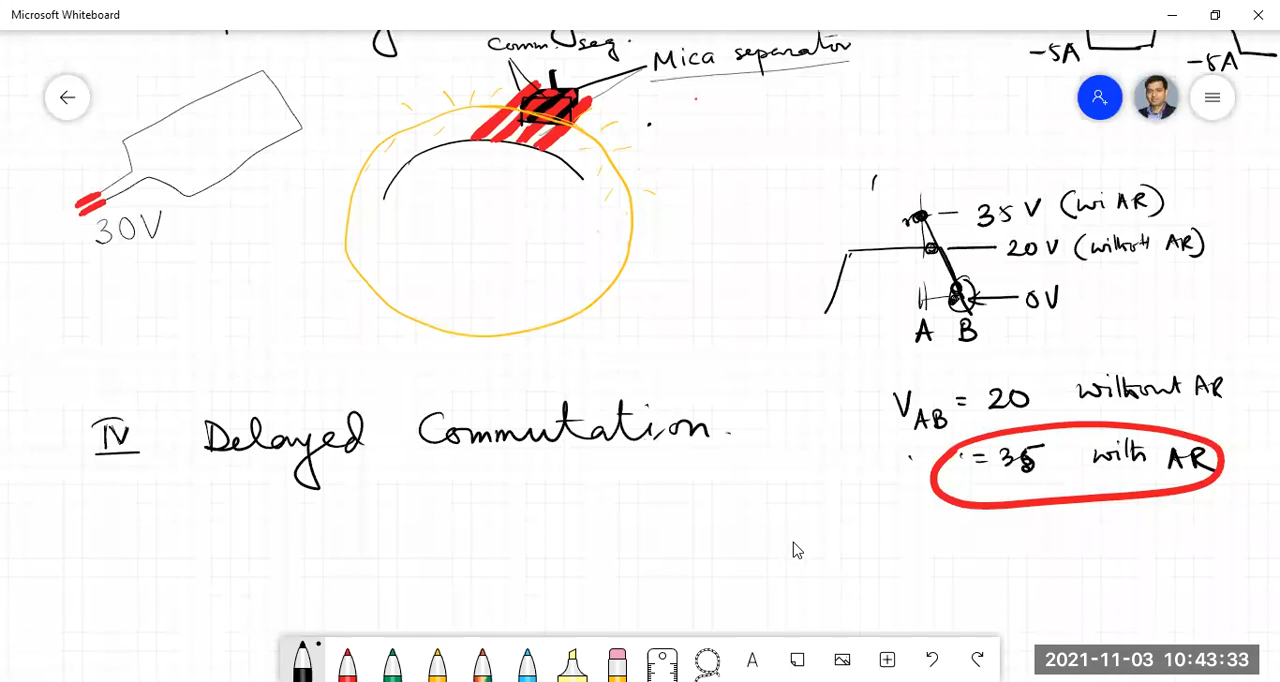 Microsoft Whiteboard
Comm. seg.
Mica separator
-5A
-5A
30V
35 V (wi AR)
20 V (without AR)
0V
A B
IV Delayed Commutation.
V AB = 20 without AR
= 35 with AR
A
2021-11-03 10:43:33